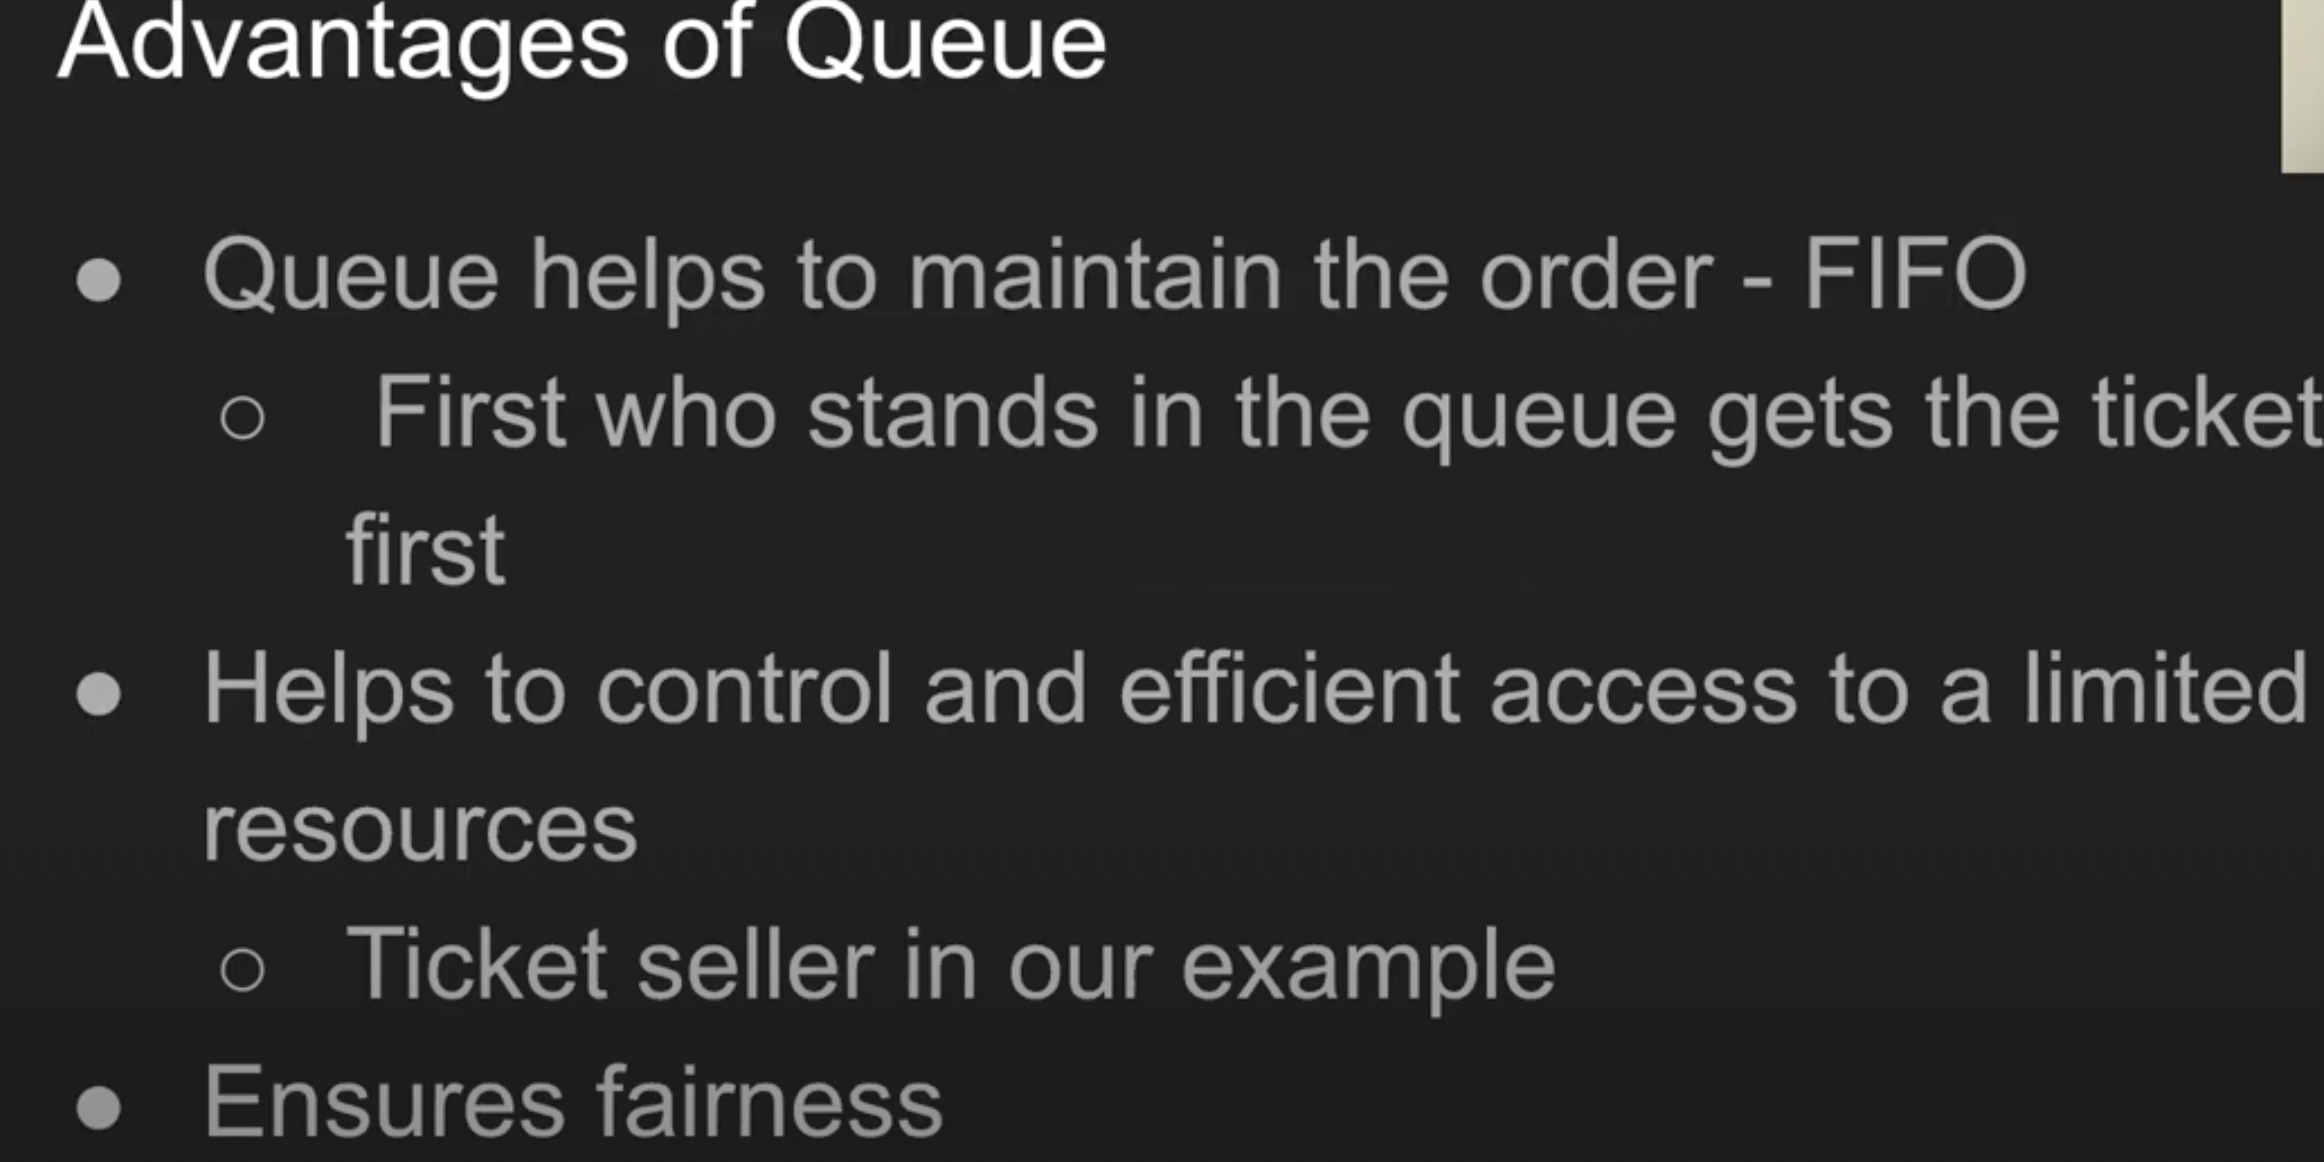 Advantages of Queue
● Queue helps to maintain the order - FIFO
○ First who stands in the queue gets the ticket
first
● Helps to control and efficient access to a limited
resources
○ Ticket seller in our example
● Ensures fairness